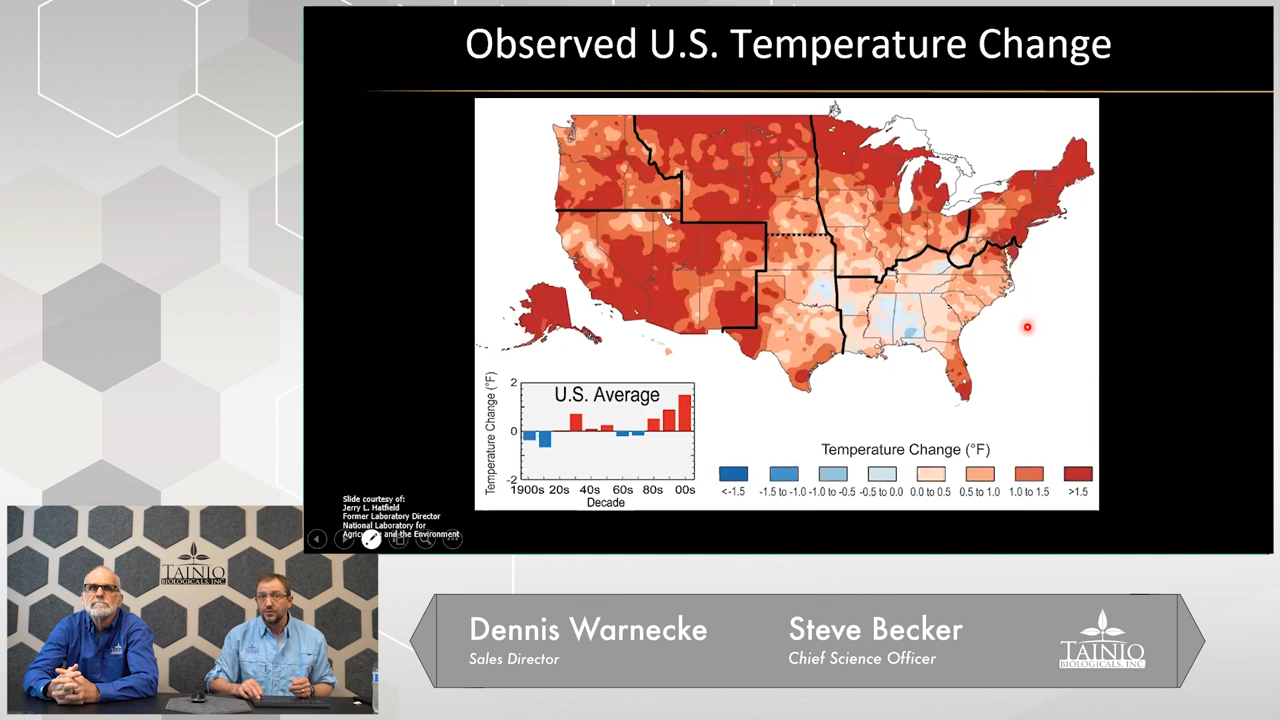 Observed U.S. Temperature Change
Temperature Change (°F)
2
0
-2
U.S. Average
1900s 20s 40s 60s 80s 00s
Decade
Temperature Change (°F)
<-1.5 -1.5 to -1.0 -1.0 to -0.5 -0.5 to 0.0 0.0 to 0.5 0.5 to 1.0 1.0 to 1.5 >1.5
Slide courtesy of:
Jerry L. Hatfield
Former Laboratory Director
National Laboratory for
and the Environment
TAINIO
BIOLOGICALS, INC
Dennis Warnecke
Sales Director
Steve Becker
Chief Science Officer
TAINIO
BIOLOGICALS, INC